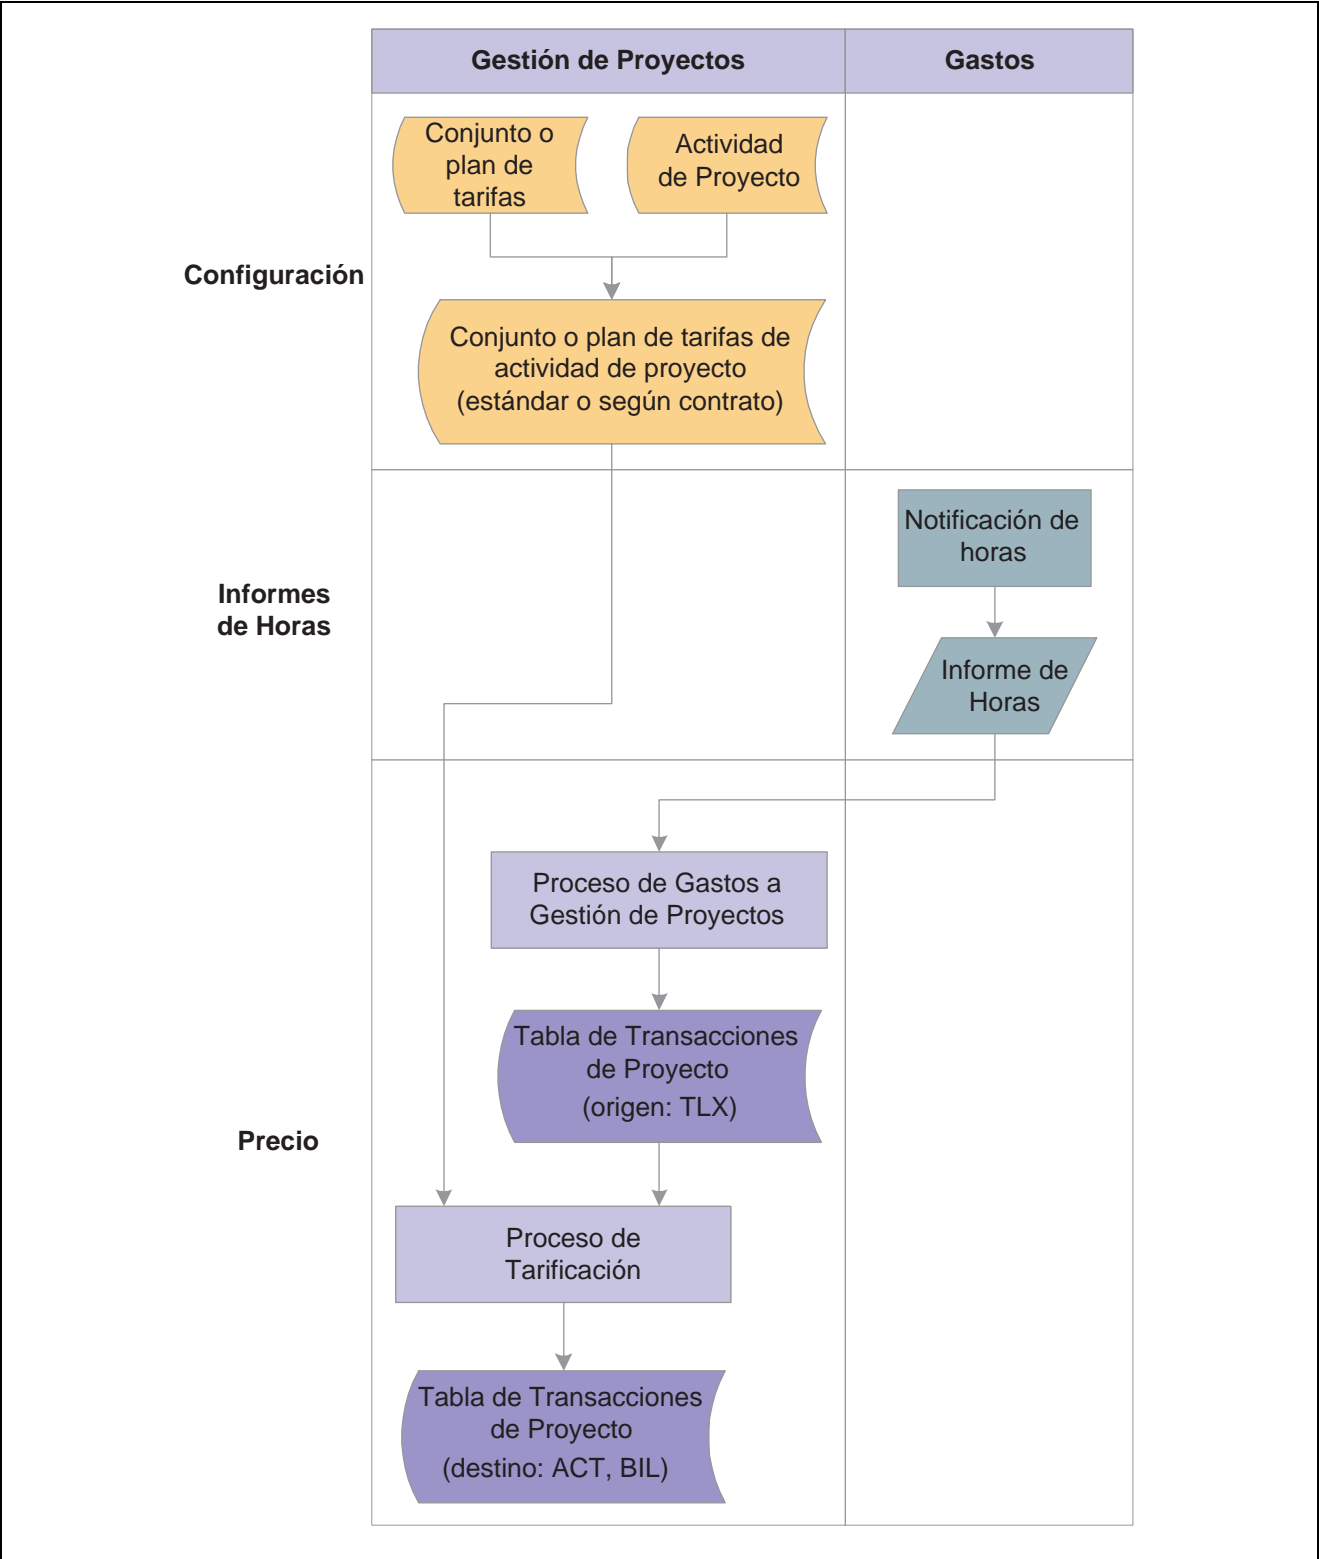 Gestión de Proyectos
Gastos
Configuración
Conjunto o
plan de
tarifas
Actividad
de Proyecto
Conjunto o plan de tarifas de
actividad de proyecto
(estándar o según contrato)
Informes
de Horas
Notificación de
horas
Informe de
Horas
Precio
Proceso de Gastos a
Gestión de Proyectos
Tabla de Transacciones
de Proyecto
(origen: TLX)
Proceso de
Tarificación
Tabla de Transacciones
de Proyecto
(destino: ACT, BIL)